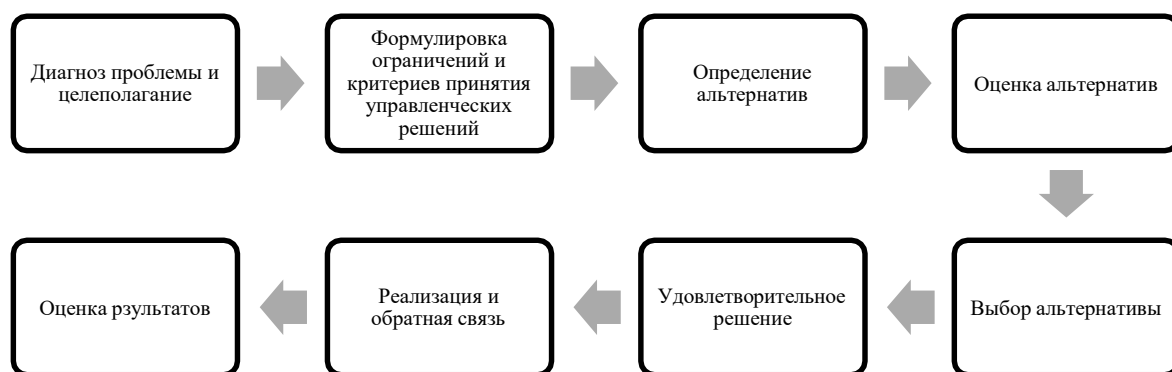 Диагноз проблемы и
целеполагание
Формулировка
ограничений и
критериев принятия
управленческих
решений
Определение
альтернатив
Оценка альтернатив
Выбор альтернативы
Удовлетворительное
решение
Реализация и
обратная связь
Оценка рзультатов